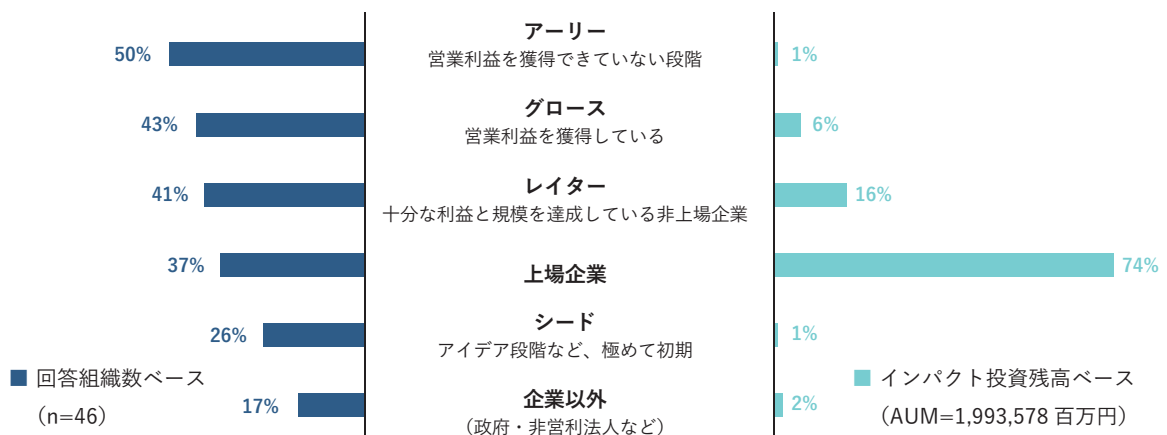 アーリー
50%
営業利益を獲得できていない段階
1%
グロース
43%
営業利益を獲得している
6%
レイター
41%
十分な利益と規模を達成している非上場企業
16%
37%
上場企業
74%
シード
26%
アイデア段階など、極めて初期
1%
企業以外
17%
(政府・非営利法人など)
2%
■ 回答組織数ベース
(n=46)
■ インパクト投資残高ベース
(AUM=1,993,578 百万円)